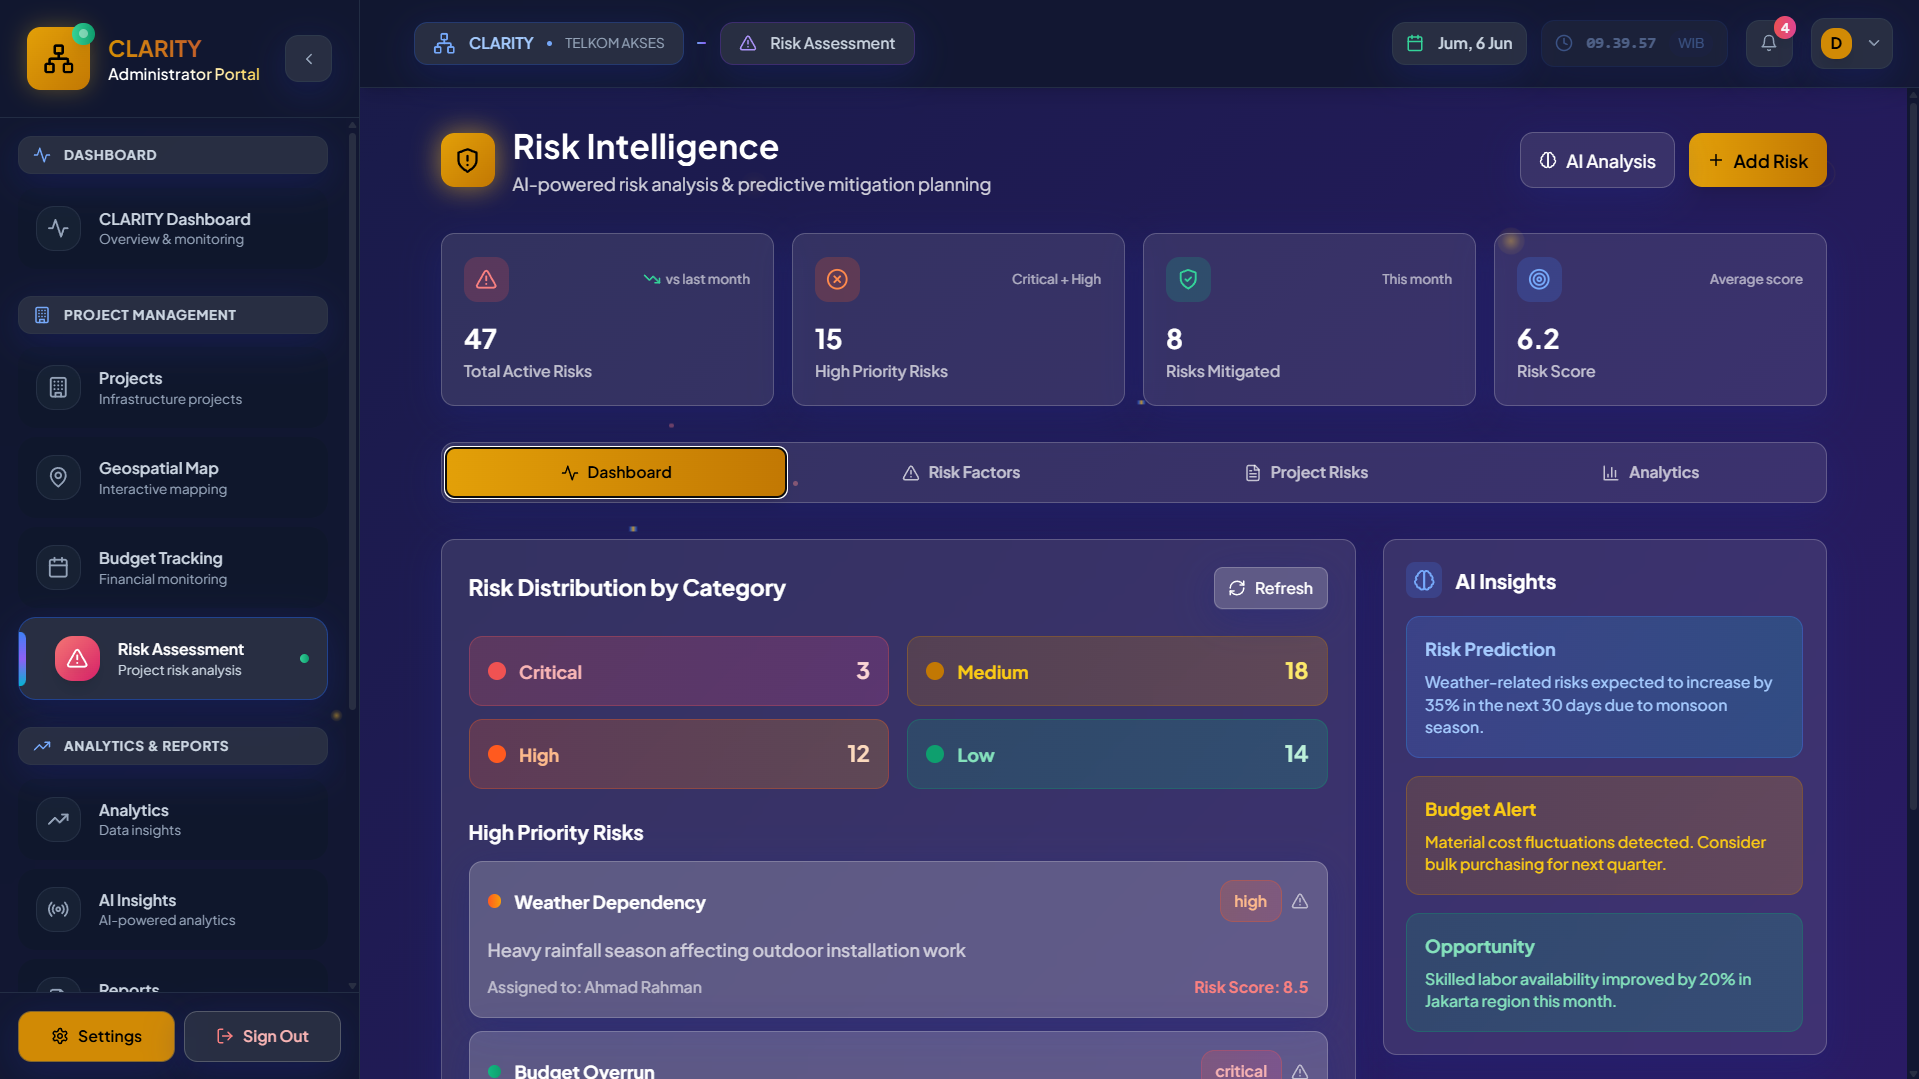 CLARITY
Administrator Portal
DASHBOARD
CLARITY Dashboard
Overview & monitoring
PROJECT MANAGEMENT
Projects
Infrastructure projects
Geospatial Map
Interactive mapping
Budget Tracking
Financial monitoring
Risk Assessment
Project risk analysis
ANALYTICS & REPORTS
Analytics
Data insights
AI Insights
AI-powered analytics
Reports
Settings
Sign Out
CLARITY • TELKOM AKSES
Risk Assessment
Jum, 6 Jun
09.39.57 WIB
4
D
Risk Intelligence
AI-powered risk analysis & predictive mitigation planning
AI Analysis
+ Add Risk
vs last month
47
Total Active Risks
Critical + High
15
High Priority Risks
This month
8
Risks Mitigated
Average score
6.2
Risk Score
Dashboard
Risk Factors
Project Risks
Analytics
Risk Distribution by Category
Refresh
Critical 3
Medium 18
High 12
Low 14
High Priority Risks
Weather Dependency
high
Heavy rainfall season affecting outdoor installation work
Assigned to: Ahmad Rahman
Risk Score: 8.5
Budget Overrun
critical
AI Insights
Risk Prediction
Weather-related risks expected to increase by
35% in the next 30 days due to monsoon
season.
Budget Alert
Material cost fluctuations detected. Consider
bulk purchasing for next quarter.
Opportunity
Skilled labor availability improved by 20% in
Jakarta region this month.